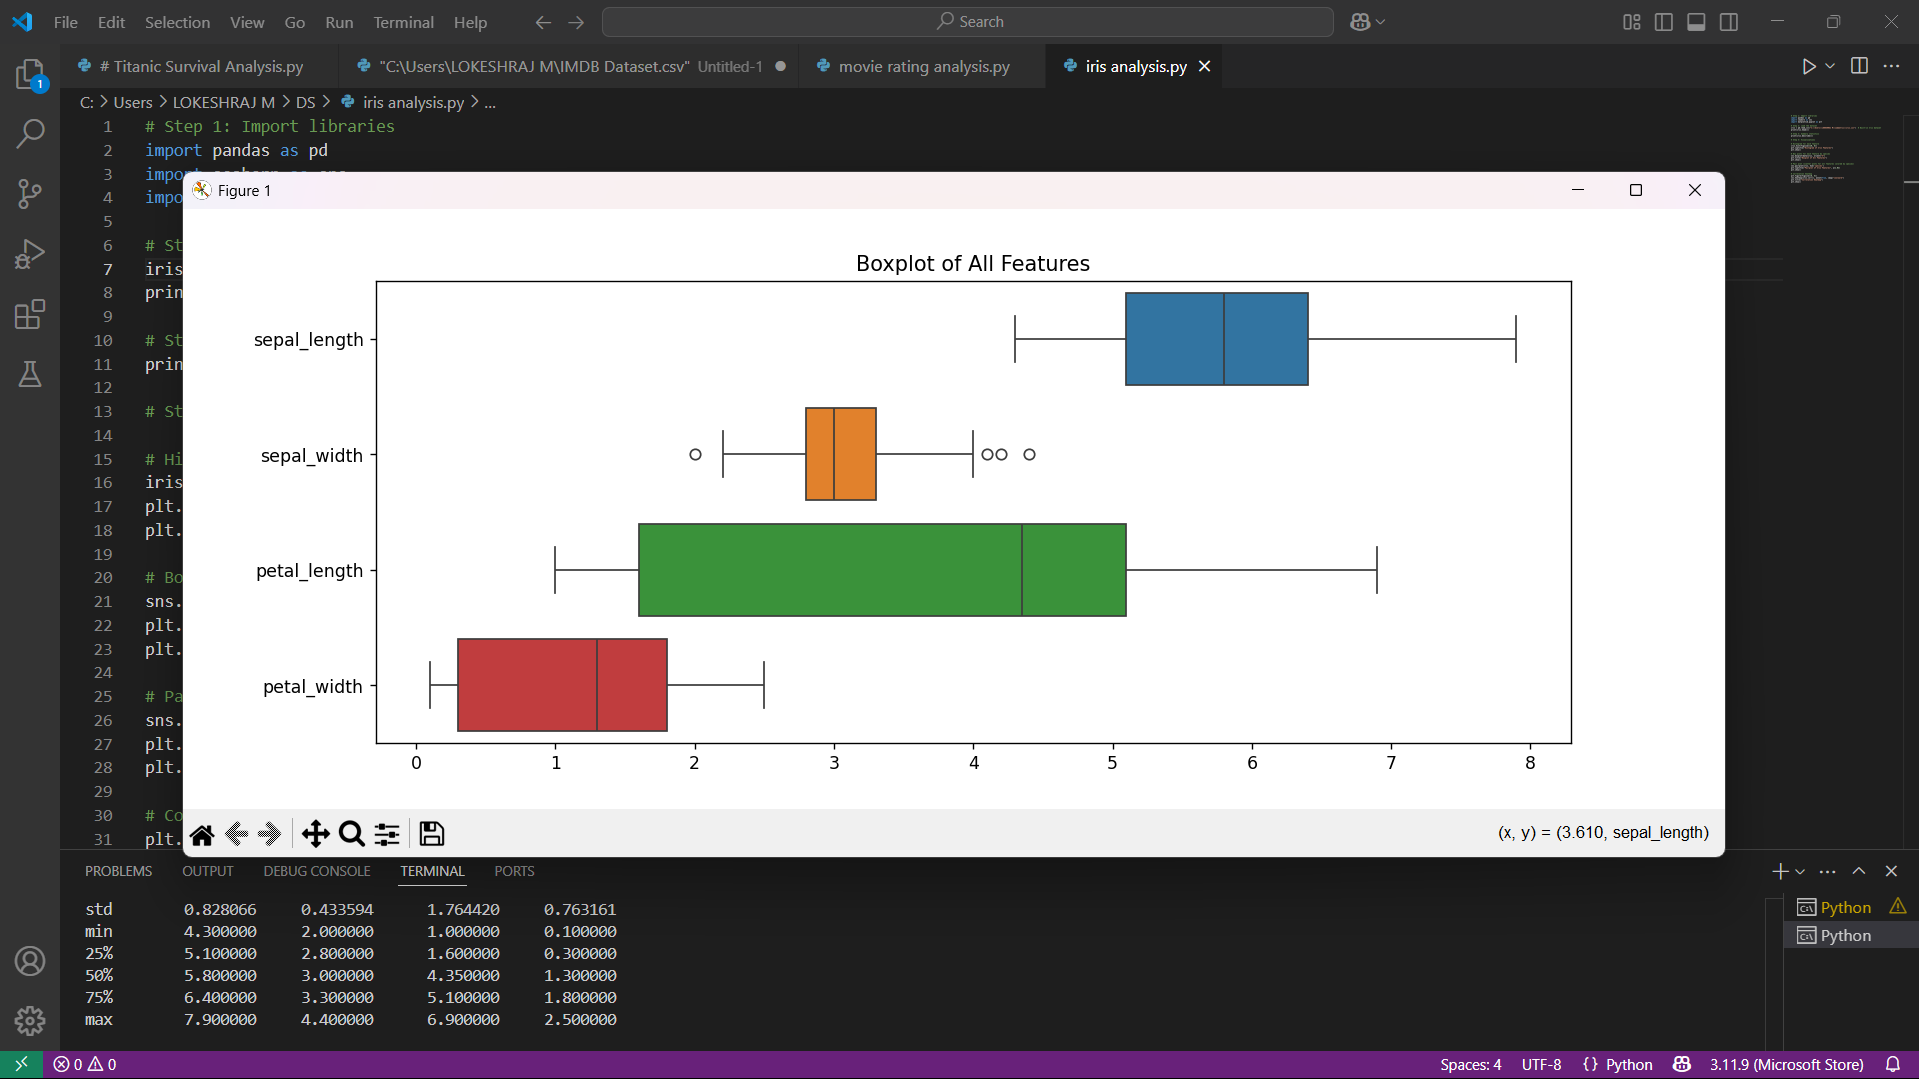 File Edit Selection View Go Run Terminal Help Search
# Titanic Survival Analysis.py "C:\Users\LOKESHRAJ M\IMDB Dataset.csv" Untitled-1 movie rating analysis.py iris analysis.py
1
C: > Users > LOKESHRAJ M > DS > iris analysis.py > ...
1 # Step 1: Import libraries
2 import pandas as pd
3 impo
4 impo
5
6 # St
7 iris
8 prin
9
10 # St
11 prin
12
13 # St
14
15 # Hi
16 iris
17 plt.
18 plt.
19
20 # Bo
21 sns.
22 plt.
23 plt.
24
25 # Pa
26 sns.
27 plt.
28 plt.
29
30 # Co
31 plt.
Figure 1
Boxplot of All Features
sepal_length
sepal_width
petal_length
petal_width
0 1 2 3 4 5 6 7 8
(x, y) = (3.610, sepal_length)
PROBLEMS OUTPUT DEBUG CONSOLE TERMINAL PORTS
std 0.828066 0.433594 1.764420 0.763161
min 4.300000 2.000000 1.000000 0.100000
25% 5.100000 2.800000 1.600000 0.300000
50% 5.800000 3.000000 4.350000 1.300000
75% 6.400000 3.300000 5.100000 1.800000
max 7.900000 4.400000 6.900000 2.500000
Python
Python
0 0 Spaces: 4 UTF-8 {} Python 3.11.9 (Microsoft Store)